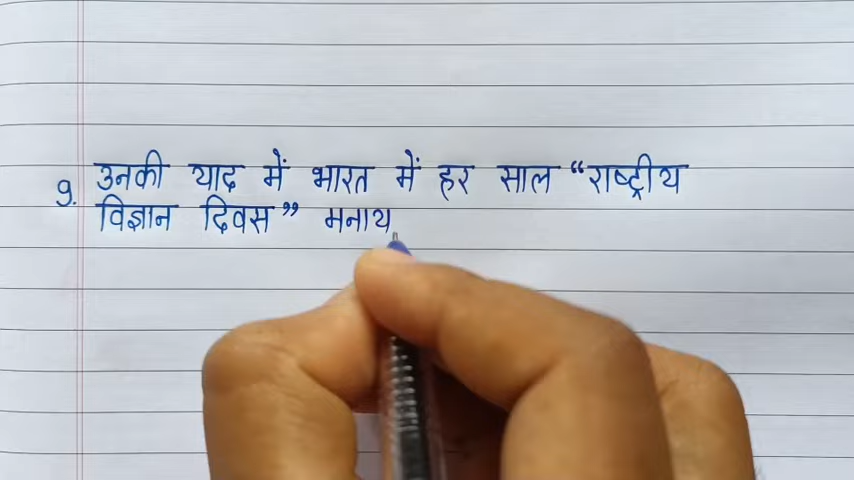 9. उनकी याद में भारत में हर साल “राष्ट्रीय
विज्ञान दिवस” मनाय